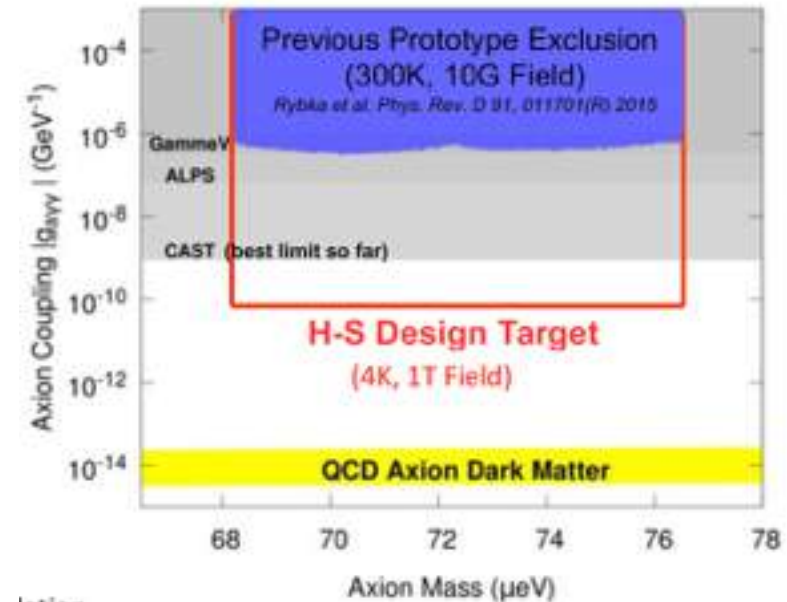 Previous Prototype Exclusion
(300K, 10G Field)
Rybka et al. Phys. Rev. D 91, 011701(R) 2015
Axion Coupling |gₐᵧᵧ| (GeV⁻¹)
10⁻⁴
10⁻⁶
10⁻⁸
10⁻¹⁰
10⁻¹²
10⁻¹⁴
GammeV
ALPS
CAST (best limit so far)
H-S Design Target
(4K, 1T Field)
QCD Axion Dark Matter
68 70 72 74 76 78
Axion Mass (μeV)